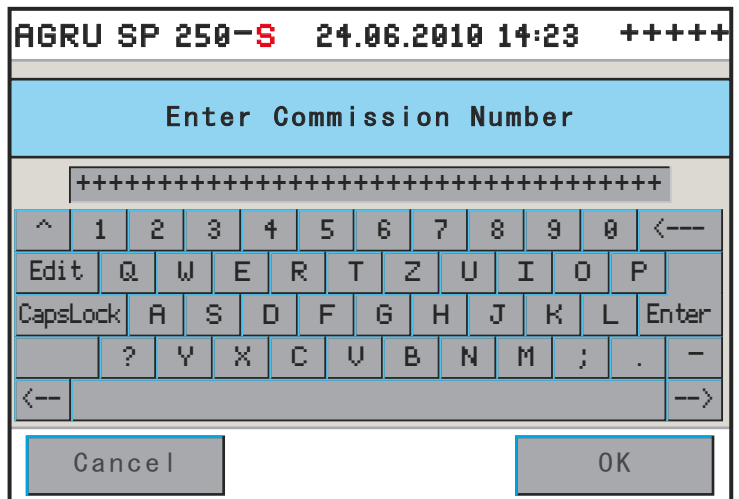 AGRU SP 250-S 24.06.2010 14:23 +++++
Enter Commission Number
++++++++++++++++++++++++++++++++++++
^ 1 2 3 4 5 6 7 8 9 0 <---
Edit Q W E R T Z U I O P
CapsLock A S D F G H J K L Enter
? Y X C V B N M ; . -
<-- -->
Cancel OK